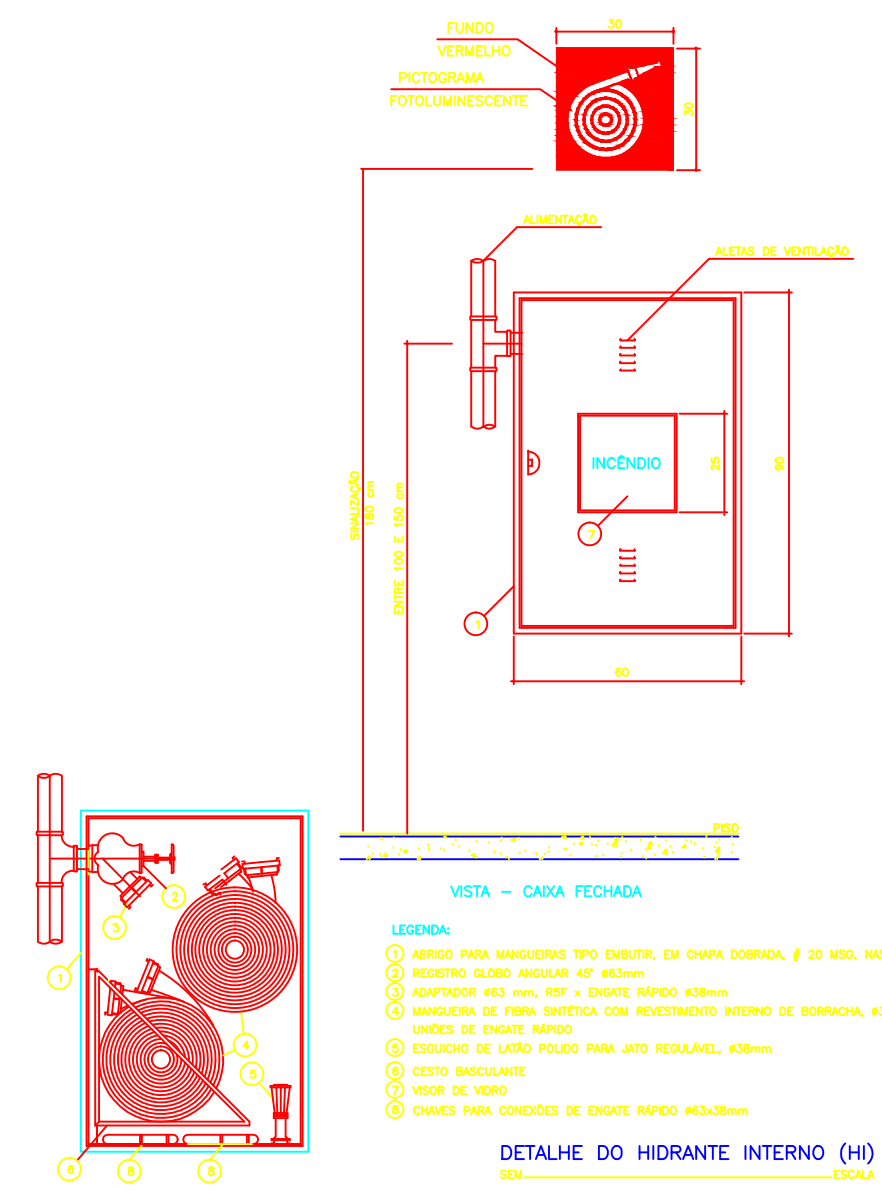 FUNDO
VERMELHO
PICTOGRAMA
FOTOLUMINESCENTE
30
30
ALIMENTAÇÃO
ALETAS DE VENTILAÇÃO
INCÊNDIO
25
90
7
1
60
SINALIZAÇÃO
180 cm
ENTRE 100 E 150 cm
PISO
VISTA - CAIXA FECHADA
2
3
1
4
5
6
8
8
LEGENDA:
1 ABRIGO PARA MANGUEIRAS TIPO EMBUTIR, EM CHAPA DOBRADA, # 20 MSG, NAS
2 REGISTRO GLOBO ANGULAR 45° ø63mm
3 ADAPTADOR ø63 mm, RSF x ENGATE RÁPIDO ø38mm
4 MANGUEIRA DE FIBRA SINTÉTICA COM REVESTIMENTO INTERNO DE BORRACHA,
UNIÕES DE ENGATE RÁPIDO
5 ESGUICHO DE LATÃO POLIDO PARA JATO REGULÁVEL, ø38mm
6 CESTO BASCULANTE
7 VISOR DE VIDRO
8 CHAVES PARA CONEXÕES DE ENGATE RÁPIDO ø63x38mm
DETALHE DO HIDRANTE INTERNO (HI)
SEM ESCALA